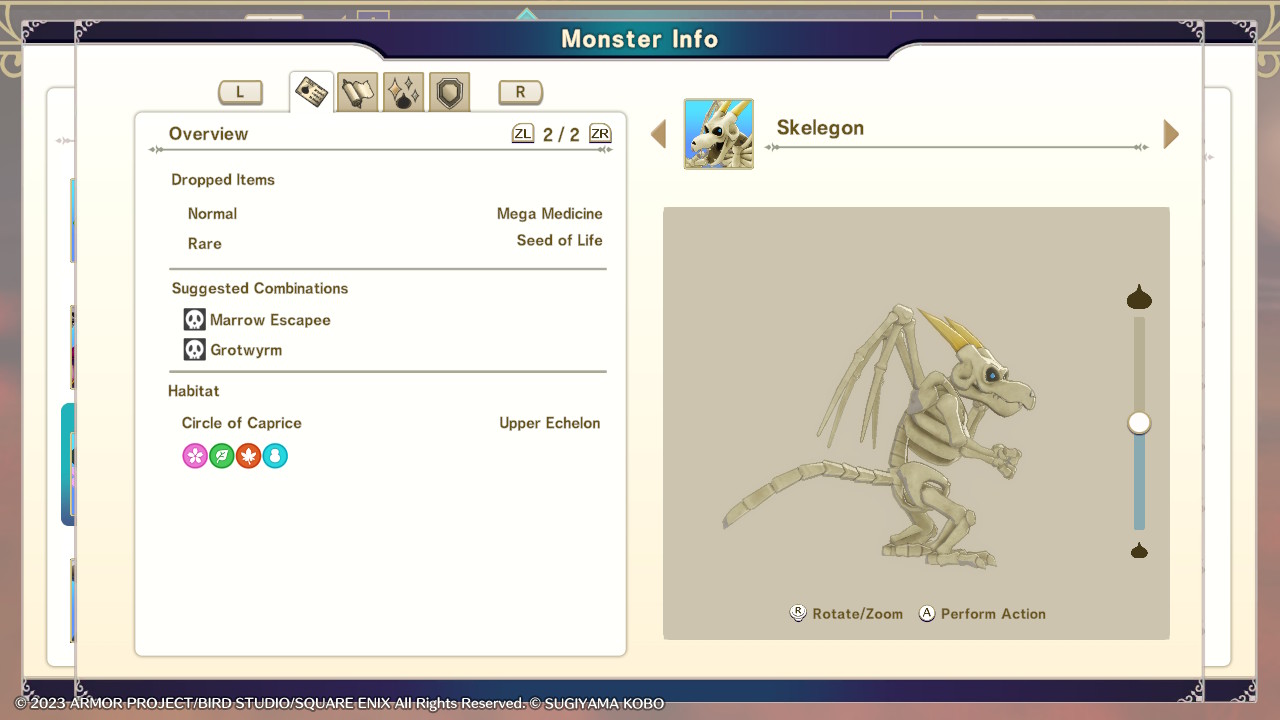 Monster Info
L
R
Overview
ZL 2 / 2 ZR
Dropped Items
Normal Mega Medicine
Rare Seed of Life
Suggested Combinations
Marrow Escapee
Grotwyrm
Habitat
Circle of Caprice Upper Echelon
Skelegon
R Rotate/Zoom A Perform Action
© 2023 ARMOR PROJECT/BIRD STUDIO/SQUARE ENIX All Rights Reserved. © SUGIYAMA KOBO